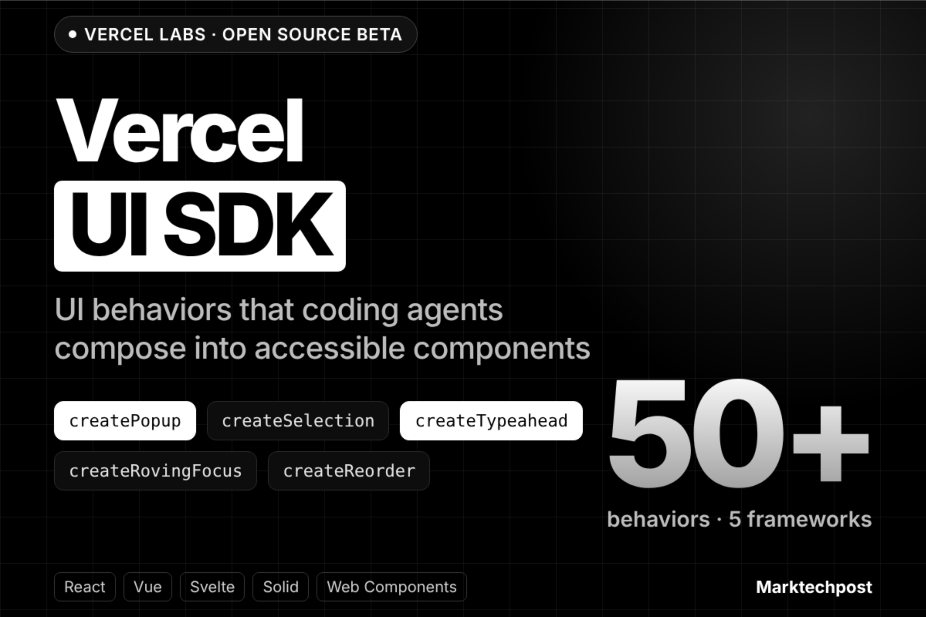 VERCEL LABS · OPEN SOURCE BETA
Vercel
UI SDK
UI behaviors that coding agents
compose into accessible components
createPopup createSelection createTypeahead
createRovingFocus createReorder
50+
behaviors · 5 frameworks
React Vue Svelte Solid Web Components
Marktechpost